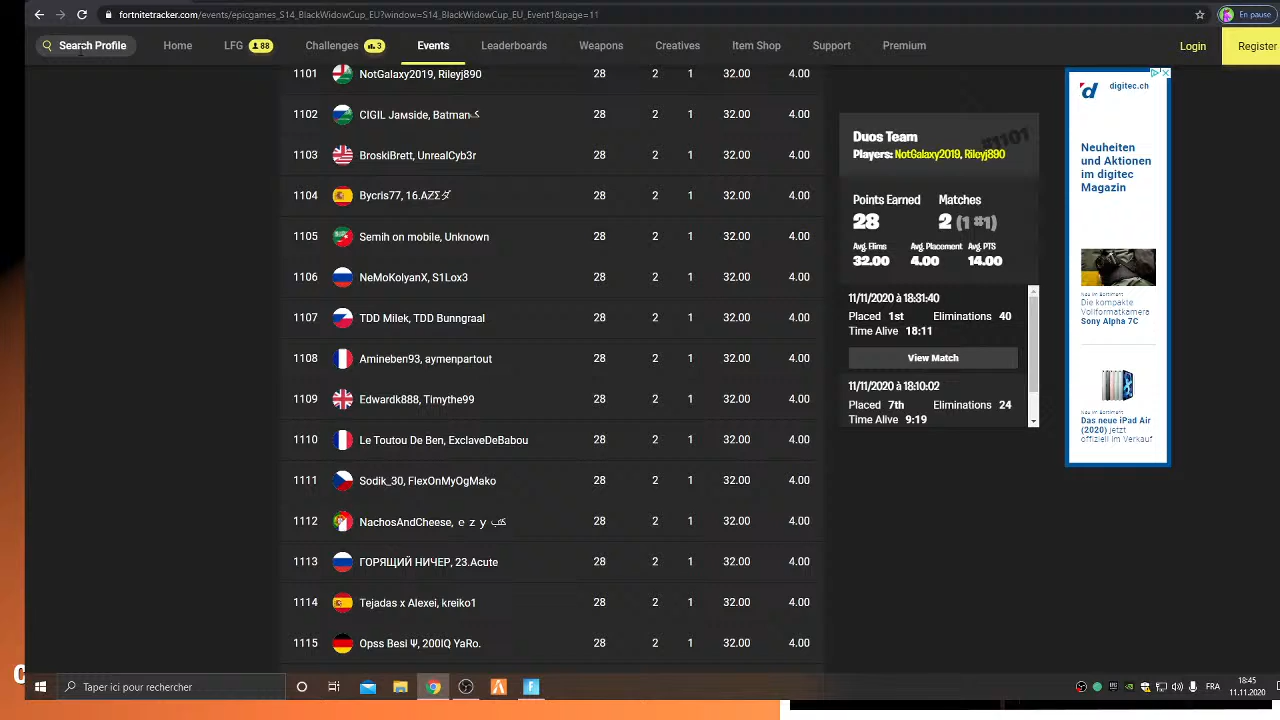 fortnitetracker.com/events/epicgames_S14_BlackWidowCup_EU?window=S14_BlackWidowCup_EU_Event1&page=11
En pause
Search Profile Home LFG 88 Challenges 3 Events Leaderboards Weapons Creatives Item Shop Support Premium Login Register
1101 NotGalaxy2019, Rileyj890 28 2 1 32.00 4.00
1102 CIGIL Jamside, Batman 28 2 1 32.00 4.00
1103 BroskiBrett, UnrealCyb3r 28 2 1 32.00 4.00
1104 Bycris77, 28 2 1 32.00 4.00
1105 Semih on mobile, Unknown 28 2 1 32.00 4.00
1106 NeMoKolyanX, S1Lox3 28 2 1 32.00 4.00
1107 TDD Milek, TDD Bunngraal 28 2 1 32.00 4.00
1108 Amineben93, aymenpartout 28 2 1 32.00 4.00
1109 Edwardk888, Timythe99 28 2 1 32.00 4.00
1110 Le Toutou De Ben, ExclaveDeBabou 28 2 1 32.00 4.00
1111 Sodik_30, FlexOnMyOgMako 28 2 1 32.00 4.00
1112 NachosAndCheese, e z y 28 2 1 32.00 4.00
1113 ГОРЯЩИЙ НИЧЕР, 23.Acute 28 2 1 32.00 4.00
1114 Tejadas x Alexei, kreiko1 28 2 1 32.00 4.00
1115 Opss Besi Ψ, 200IQ YaRo. 28 2 1 32.00 4.00
Duos Team
#1101
Players: NotGalaxy2019, Rileyj890
Points Earned Matches
28 2 (1 #1)
Avg. Elims Avg. Placement Avg. PTS
32.00 4.00 14.00
11/11/2020 à 18:31:40
Placed 1st Eliminations 40
Time Alive 18:11
View Match
11/11/2020 à 18:10:02
Placed 7th Eliminations 24
Time Alive 9:19
d digitec.ch
Neuheiten
und Aktionen
im digitec
Magazin
Neu im Sortiment
Die kompakte
Vollformatkamera
Sony Alpha 7C
Neu im Sortiment
Das neue iPad Air
(2020) jetzt
offiziell im Verkauf
Taper ici pour rechercher
FRA
18:45
11.11.2020